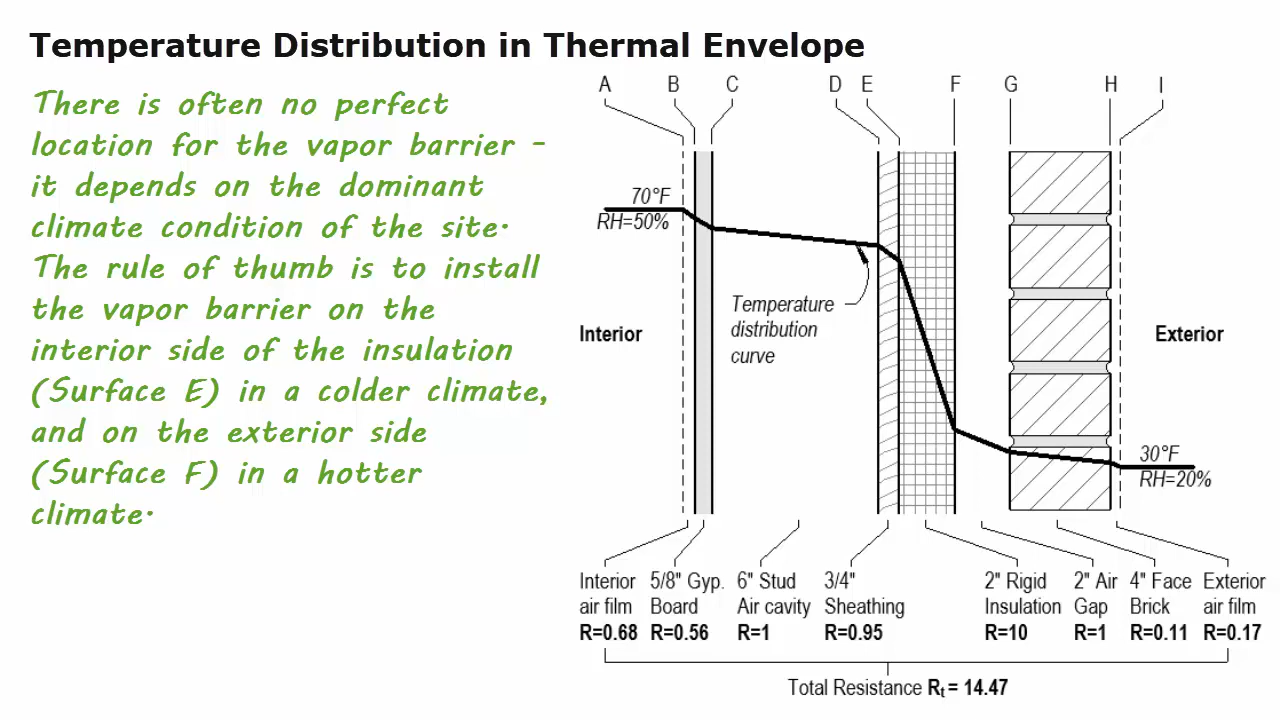 Temperature Distribution in Thermal Envelope
There is often no perfect
location for the vapor barrier -
it depends on the dominant
climate condition of the site.
The rule of thumb is to install
the vapor barrier on the
interior side of the insulation
(Surface E) in a colder climate,
and on the exterior side
(Surface F) in a hotter
climate.
A B C D E F G H I
70°F
RH=50%
Temperature
distribution
curve
Interior
Exterior
30°F
RH=20%
Interior
air film
R=0.68
5/8" Gyp.
Board
R=0.56
6" Stud
Air cavity
R=1
3/4"
Sheathing
R=0.95
2" Rigid
Insulation
R=10
2" Air
Gap
R=1
4" Face
Brick
R=0.11
Exterior
air film
R=0.17
Total Resistance Rt = 14.47